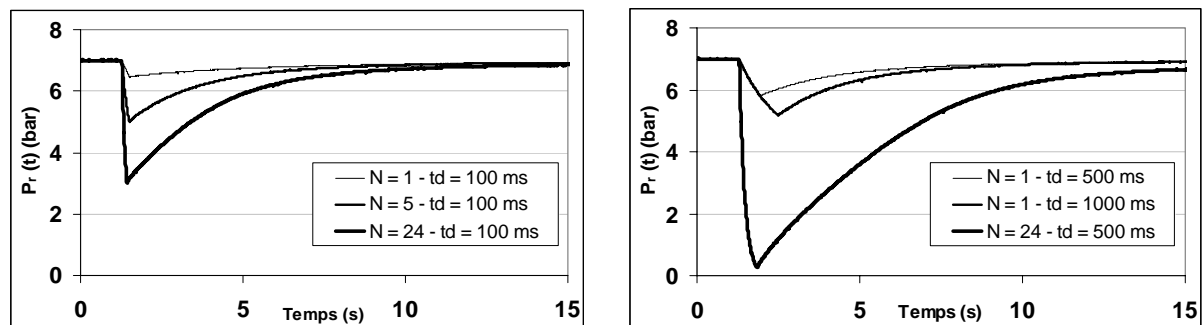 8
6
4
2
0
Pr (t) (bar)
N = 1 - td = 100 ms
N = 5 - td = 100 ms
N = 24 - td = 100 ms
0
5
10
15
Temps (s)
8
6
4
2
0
Pr (t) (bar)
N = 1 - td = 500 ms
N = 1 - td = 1000 ms
N = 24 - td = 500 ms
0
5
10
15
Temps (s)